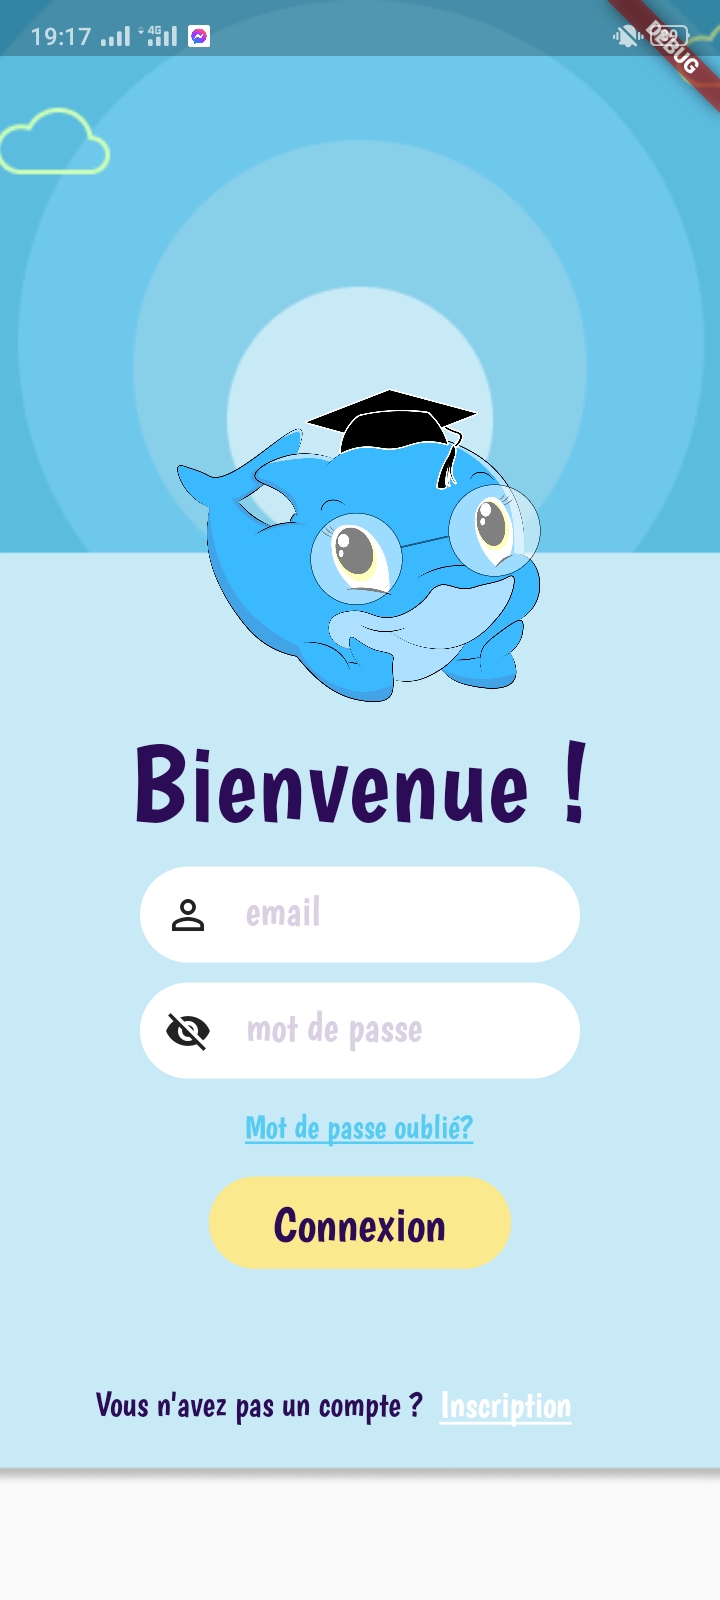 19:17 4G
DEBUG
Bienvenue !
email
mot de passe
Mot de passe oublié?
Connexion
Vous n'avez pas un compte ? Inscription